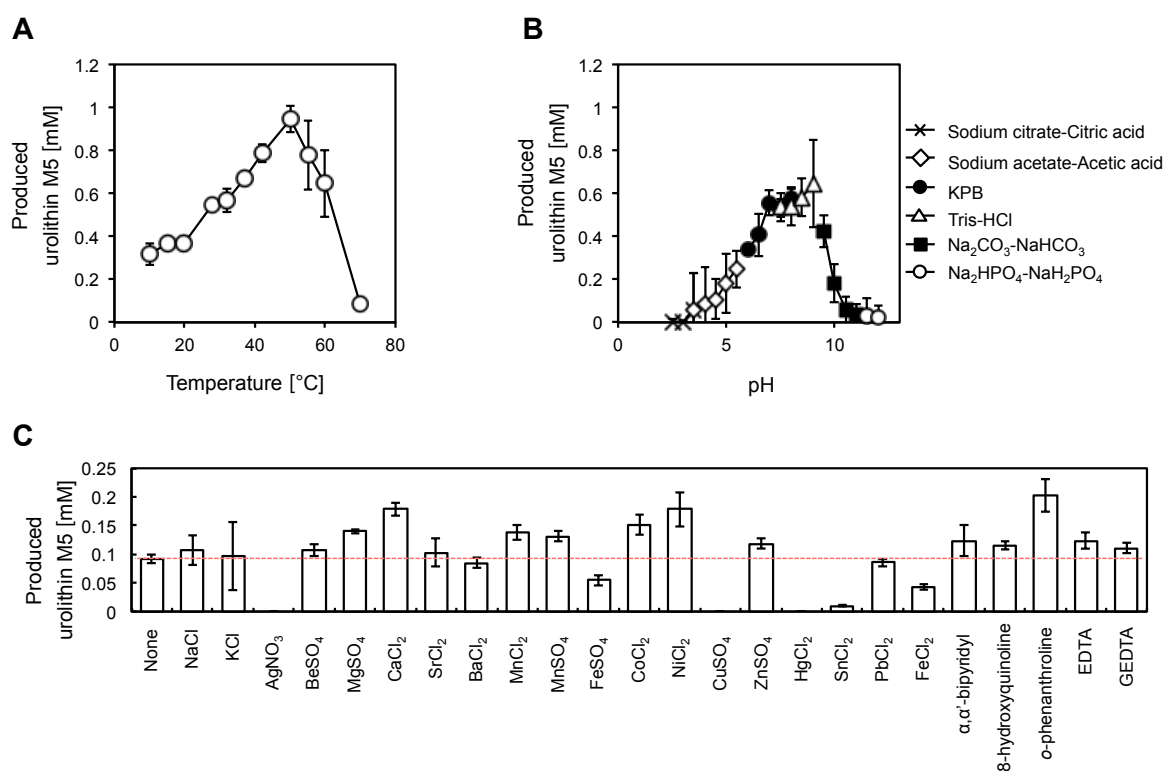 A
Produced
urolithin M5 [mM]
1.2
1
0.8
0.6
0.4
0.2
0
0
20
40
60
80
Temperature [°C]
B
Produced
urolithin M5 [mM]
1.2
1
0.8
0.6
0.4
0.2
0
0
5
10
pH
Sodium citrate-Citric acid
Sodium acetate-Acetic acid
KPB
Tris-HCl
Na₂CO₃-NaHCO₃
Na₂HPO₄-NaH₂PO₄
C
Produced
urolithin M5 [mM]
0.25
0.2
0.15
0.1
0.05
0
None
NaCl
KCl
AgNO₃
BeSO₄
MgSO₄
CaCl₂
SrCl₂
BaCl₂
MnCl₂
MnSO₄
FeSO₄
CoCl₂
NiCl₂
CuSO₄
ZnSO₄
HgCl₂
SnCl₂
PbCl₂
FeCl₂
α,α'-bipyridyl
8-hydroxyquinoline
o-phenanthroline
EDTA
GEDTA